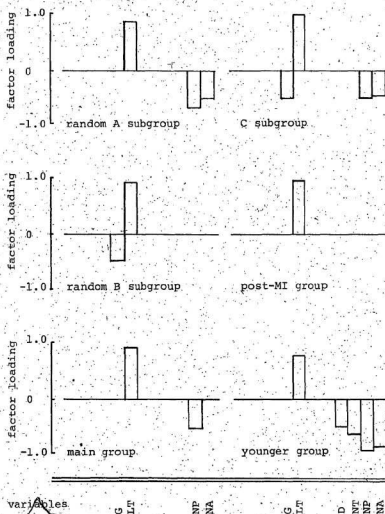 1.0
factor loading
0
-1.0
random A subgroup
C subgroup
1.0
factor loading
0
-1.0
random B subgroup
post-MI group
1.0
factor loading
0
-1.0
main group
younger group
variables
G
LT
NP
NA
G
LT
D
NT
NP
NA